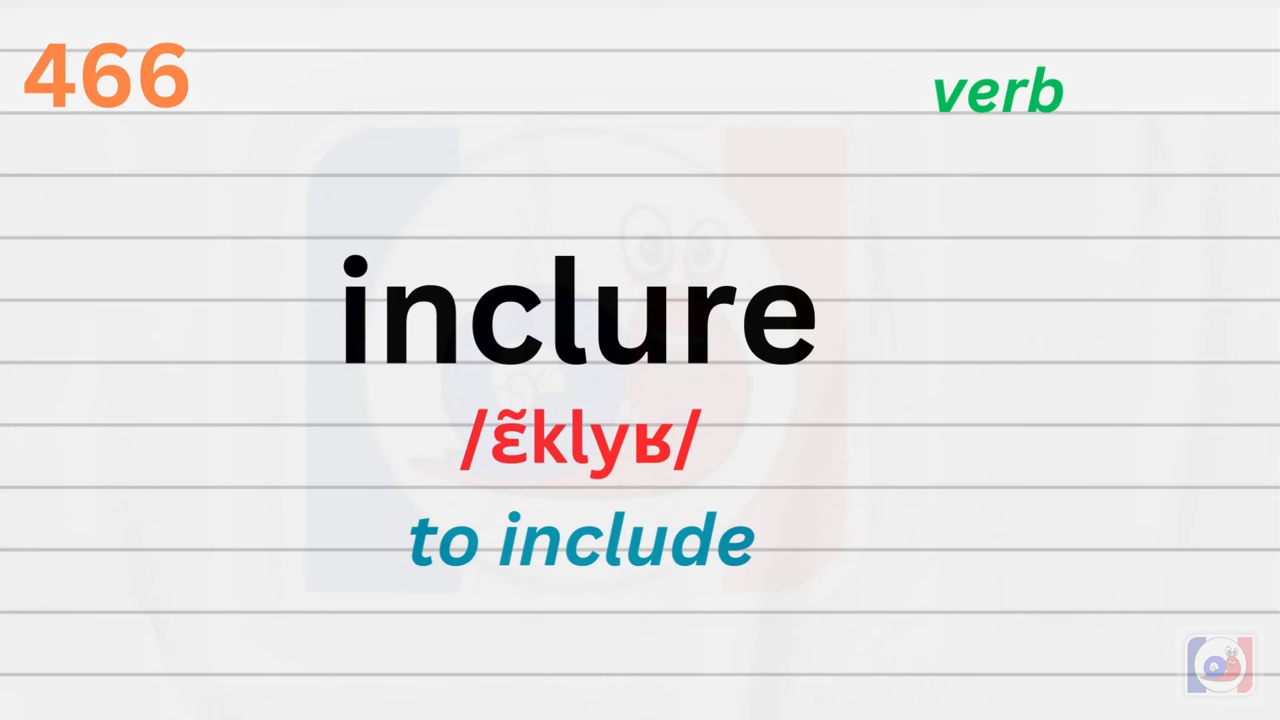 466
verb
inclure
/ɛ̃klyʁ/
to include